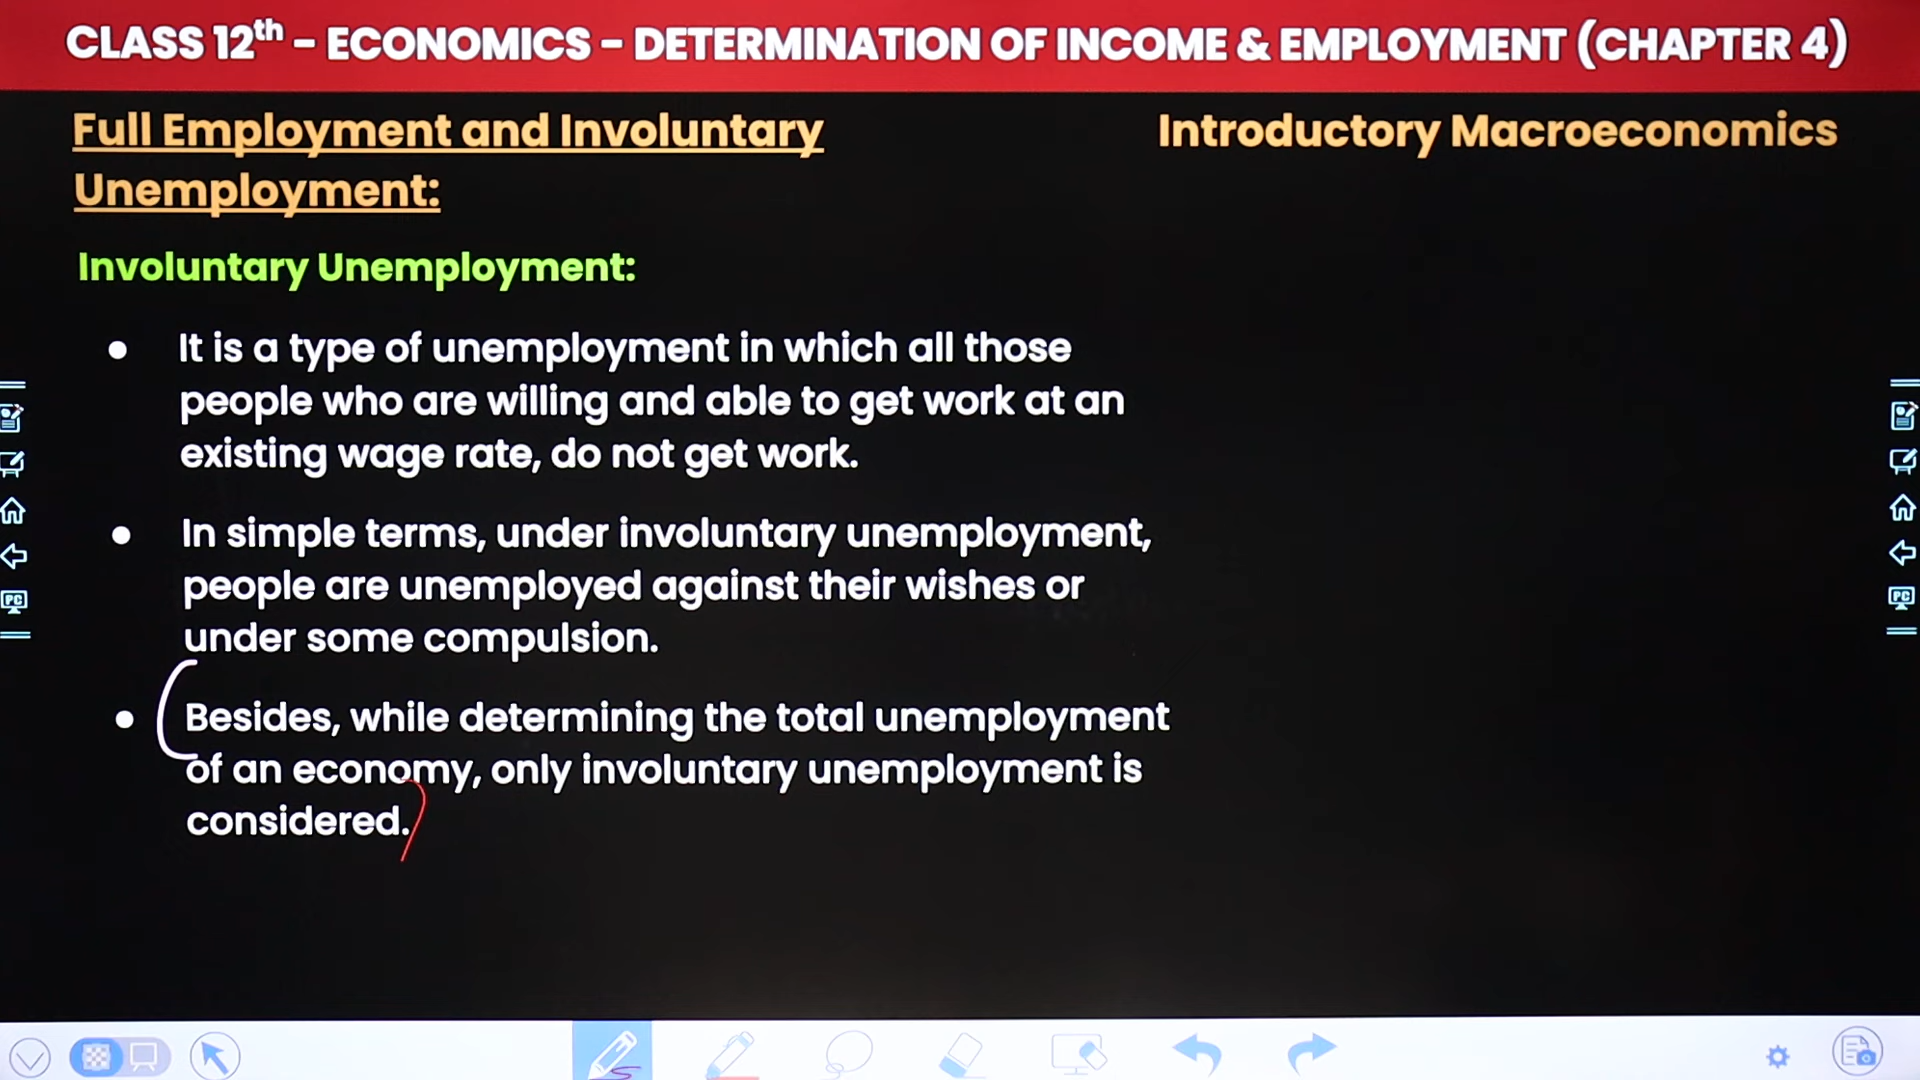 CLASS 12th - ECONOMICS - DETERMINATION OF INCOME & EMPLOYMENT (CHAPTER 4)
Full Employment and Involuntary
Unemployment:
Introductory Macroeconomics
Involuntary Unemployment:
• It is a type of unemployment in which all those
people who are willing and able to get work at an
existing wage rate, do not get work.
• In simple terms, under involuntary unemployment,
people are unemployed against their wishes or
under some compulsion.
• Besides, while determining the total unemployment
of an economy, only involuntary unemployment is
considered.
PC
PC